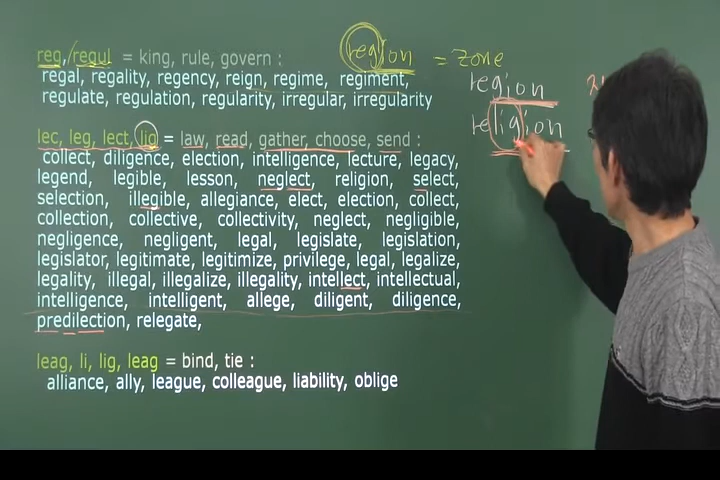 region = zone
reg,/regul = king, rule, govern :
region
regal, regality, regency, reign, regime, regiment,
regulate, regulation, regularity, irregular, irregularity
religion
lec, leg, lect, lig = law, read, gather, choose, send :
collect, diligence, election, intelligence, lecture, legacy,
legend, legible, lesson, neglect, religion, select,
selection, illegible, allegiance, elect, election, collect,
collection, collective, collectivity, neglect, negligible,
negligence, negligent, legal, legislate, legislation,
legislator, legitimate, legitimize, privilege, legal, legalize,
legality, illegal, illegalize, illegality, intellect, intellectual,
intelligence, intelligent, allege, diligent, diligence,
predilection, relegate,
leag, li, lig, leag = bind, tie :
alliance, ally, league, colleague, liability, oblige